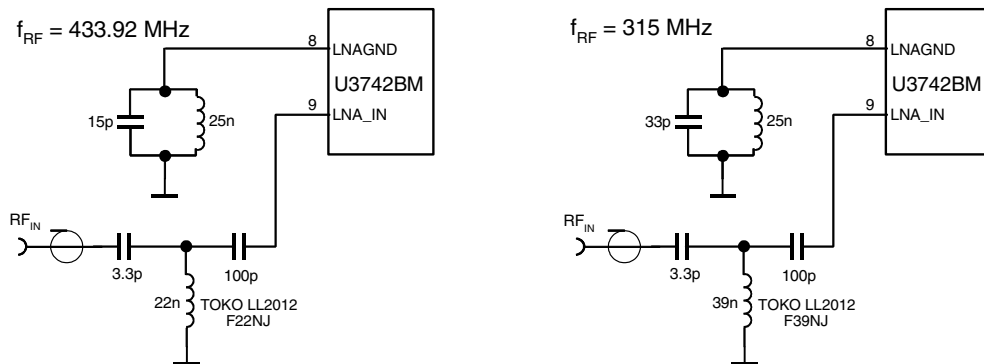 f_RF = 433.92 MHz
8
LNAGND
U3742BM
9
LNA_IN
15p
25n
RF_IN
3.3p
100p
22n
TOKO LL2012
F22NJ
f_RF = 315 MHz
8
LNAGND
U3742BM
9
LNA_IN
33p
25n
RF_IN
3.3p
100p
39n
TOKO LL2012
F39NJ